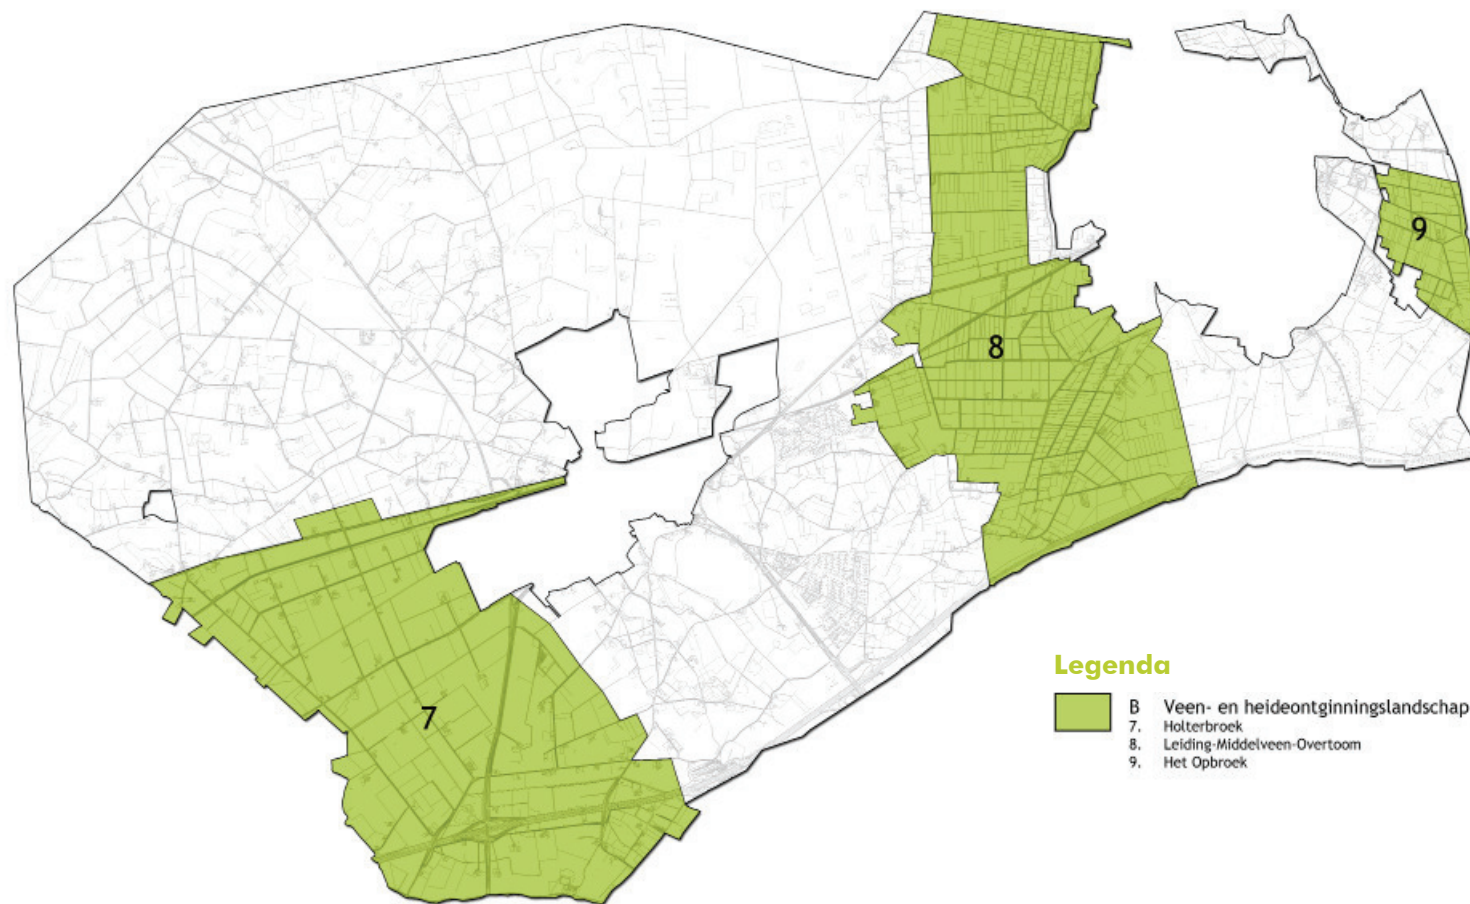 9
8
7
Legenda
B Veen- en heideontginningslandschap
7. Holterbroek
8. Leiding-Middelveen-Overtoom
9. Het Opbroek